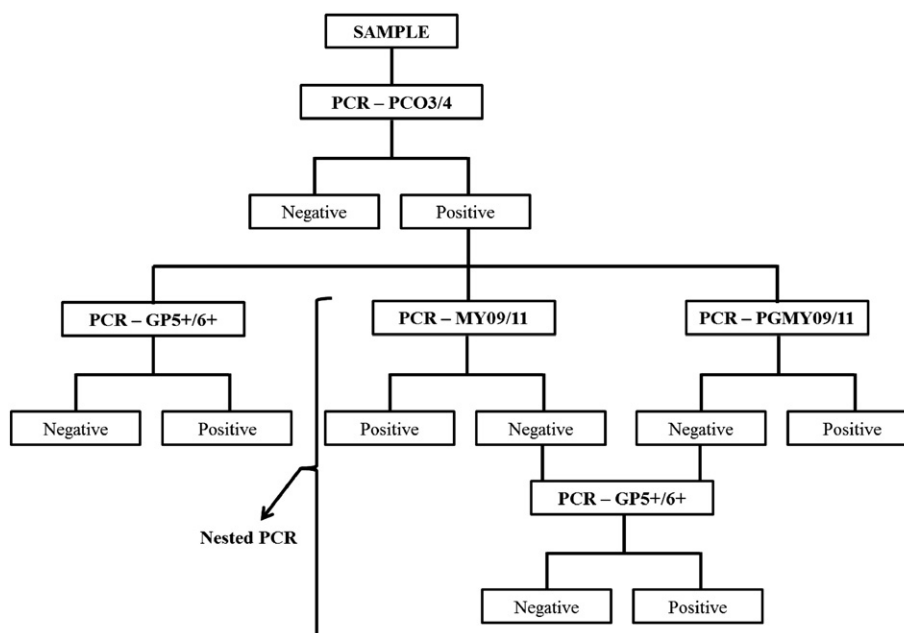 SAMPLE
PCR – PCO3/4
Negative
Positive
PCR – GP5+/6+
PCR – MY09/11
PCR – PGMY09/11
Negative
Positive
Positive
Negative
Negative
Positive
PCR – GP5+/6+
Nested PCR
Negative
Positive